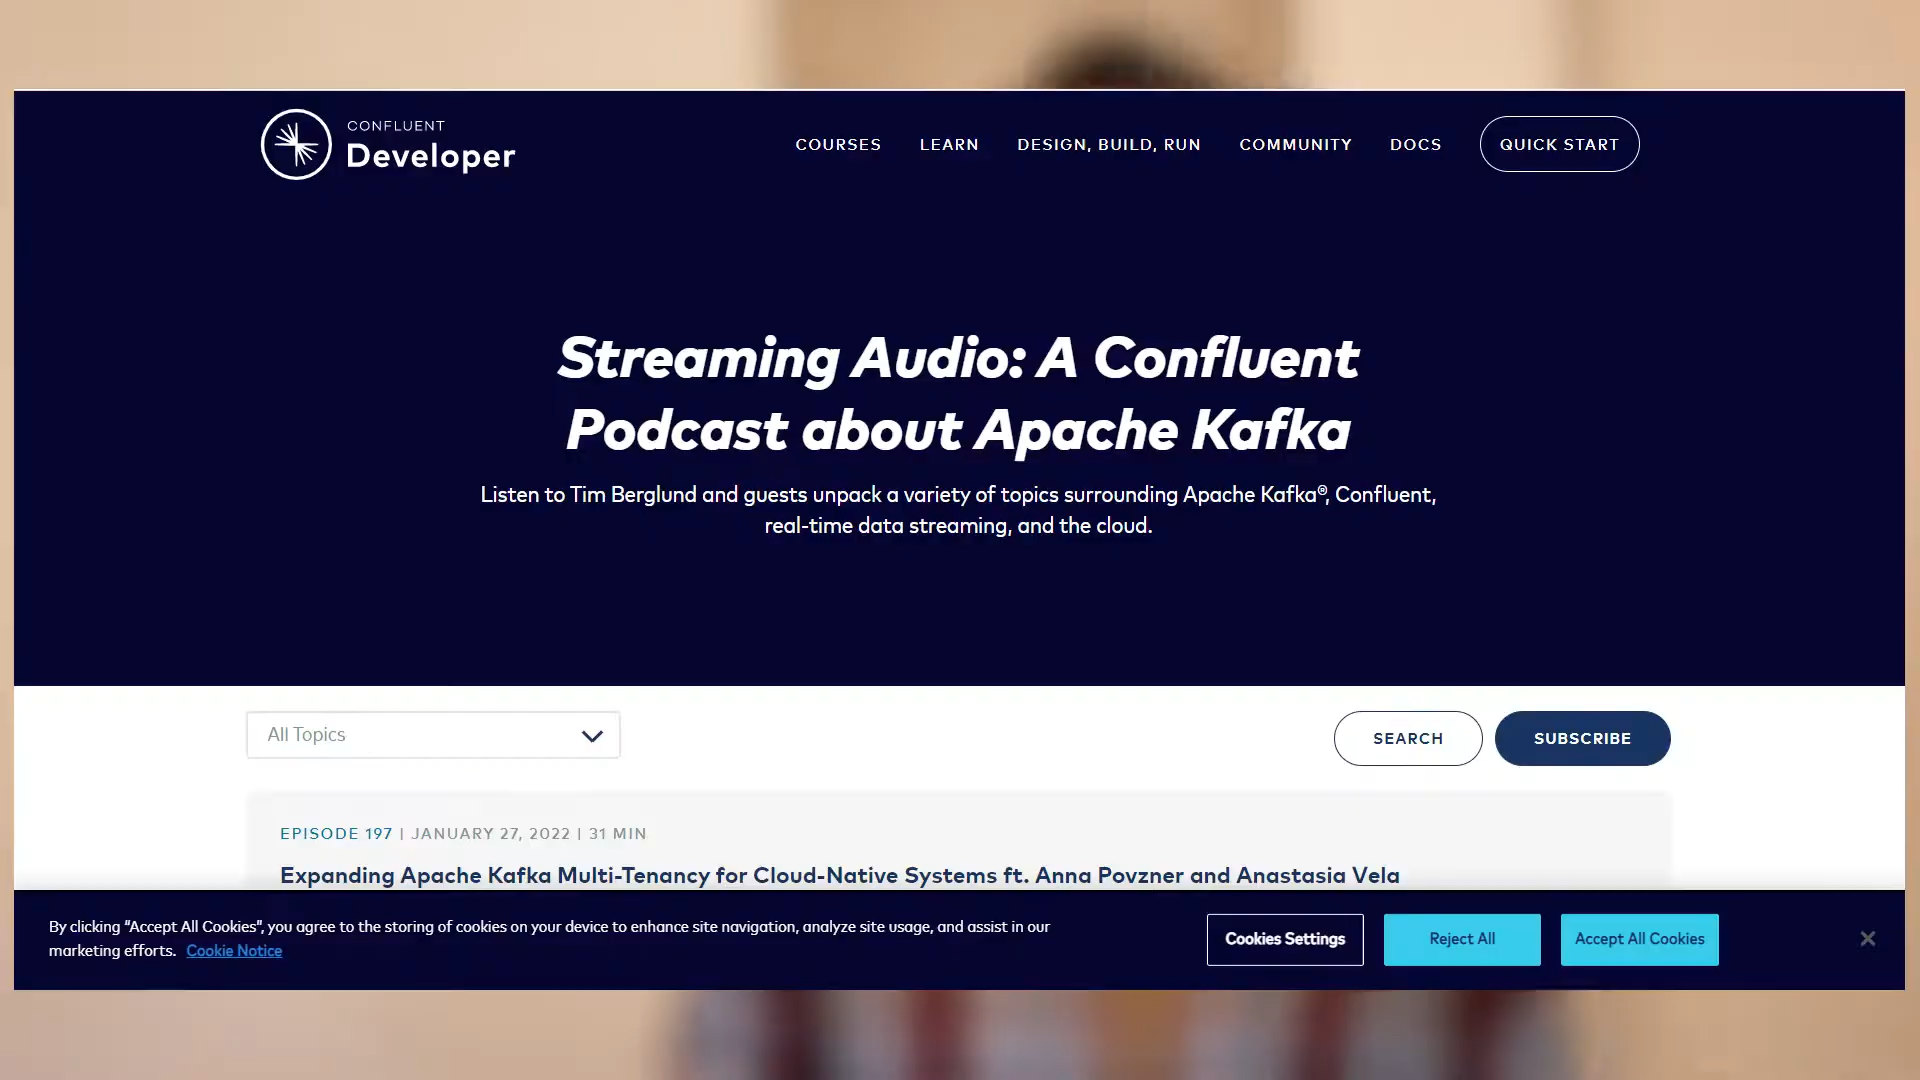 CONFLUENT
Developer
COURSES
LEARN
DESIGN, BUILD, RUN
COMMUNITY
DOCS
QUICK START
Streaming Audio: A Confluent
Podcast about Apache Kafka
Listen to Tim Berglund and guests unpack a variety of topics surrounding Apache Kafka®, Confluent,
real-time data streaming, and the cloud.
All Topics
SEARCH
SUBSCRIBE
EPISODE 197 | JANUARY 27, 2022 | 31 MIN
Expanding Apache Kafka Multi-Tenancy for Cloud-Native Systems ft. Anna Povzner and Anastasia Vela
By clicking “Accept All Cookies”, you agree to the storing of cookies on your device to enhance site navigation, analyze site usage, and assist in our
marketing efforts. Cookie Notice
Cookies Settings
Reject All
Accept All Cookies